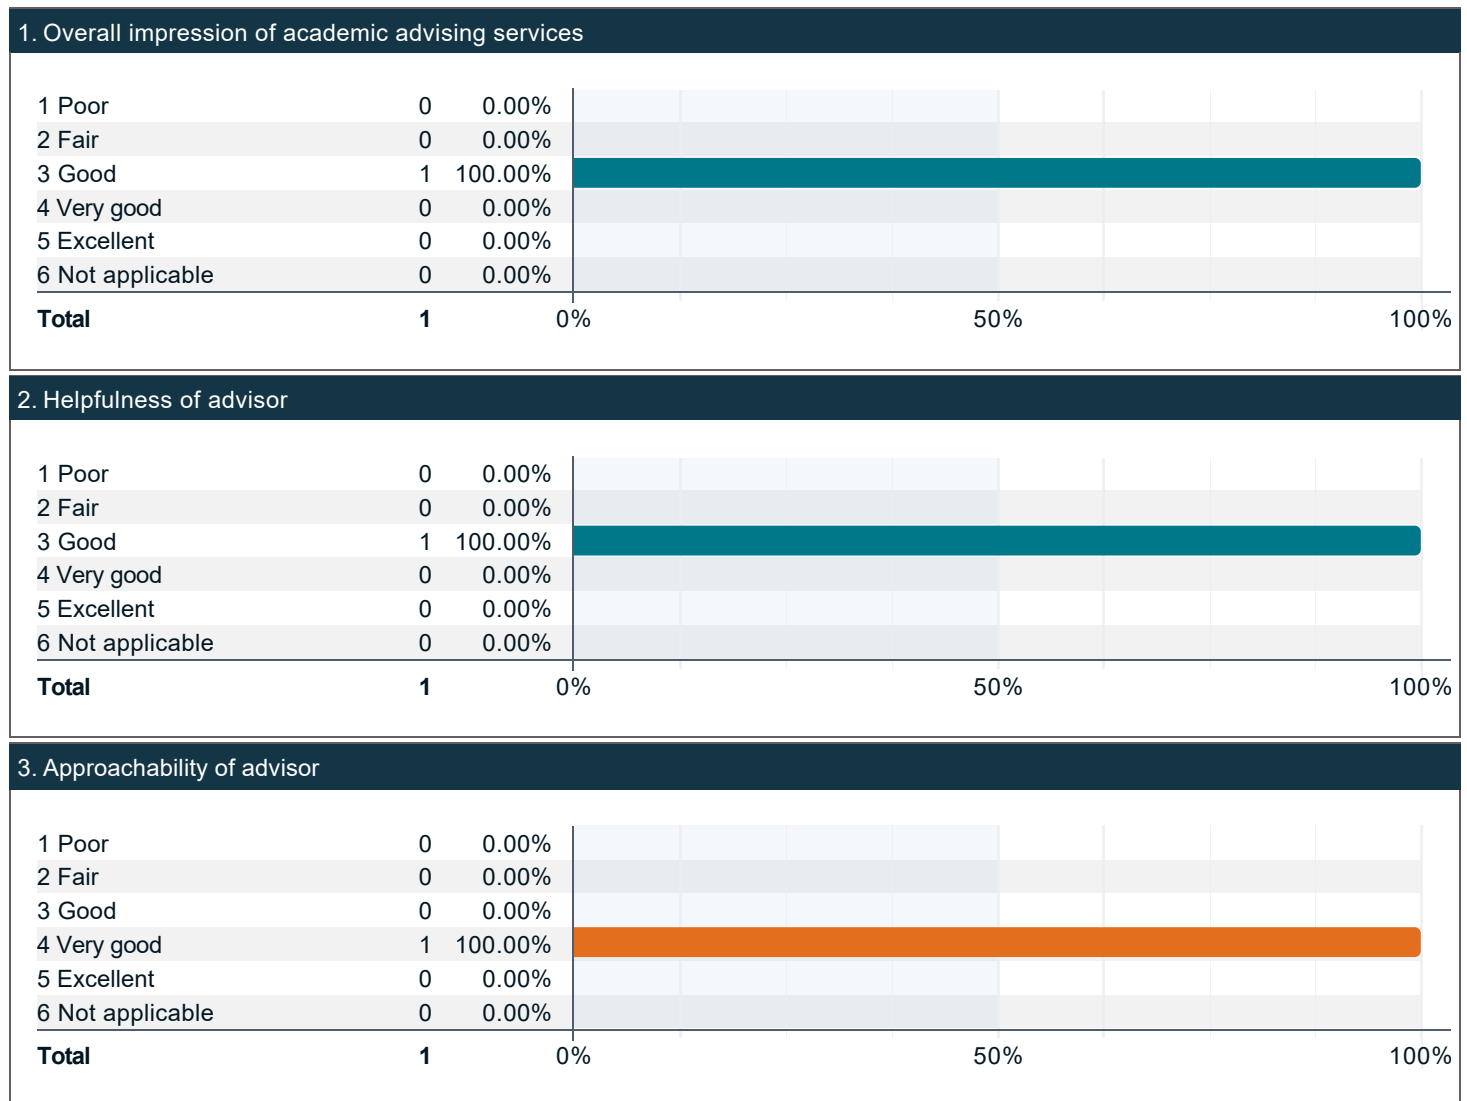 1. Overall impression of academic advising services
1 Poor 0 0.00%
2 Fair 0 0.00%
3 Good 1 100.00%
4 Very good 0 0.00%
5 Excellent 0 0.00%
6 Not applicable 0 0.00%
Total 1 0% 50% 100%
2. Helpfulness of advisor
1 Poor 0 0.00%
2 Fair 0 0.00%
3 Good 1 100.00%
4 Very good 0 0.00%
5 Excellent 0 0.00%
6 Not applicable 0 0.00%
Total 1 0% 50% 100%
3. Approachability of advisor
1 Poor 0 0.00%
2 Fair 0 0.00%
3 Good 0 0.00%
4 Very good 1 100.00%
5 Excellent 0 0.00%
6 Not applicable 0 0.00%
Total 1 0% 50% 100%